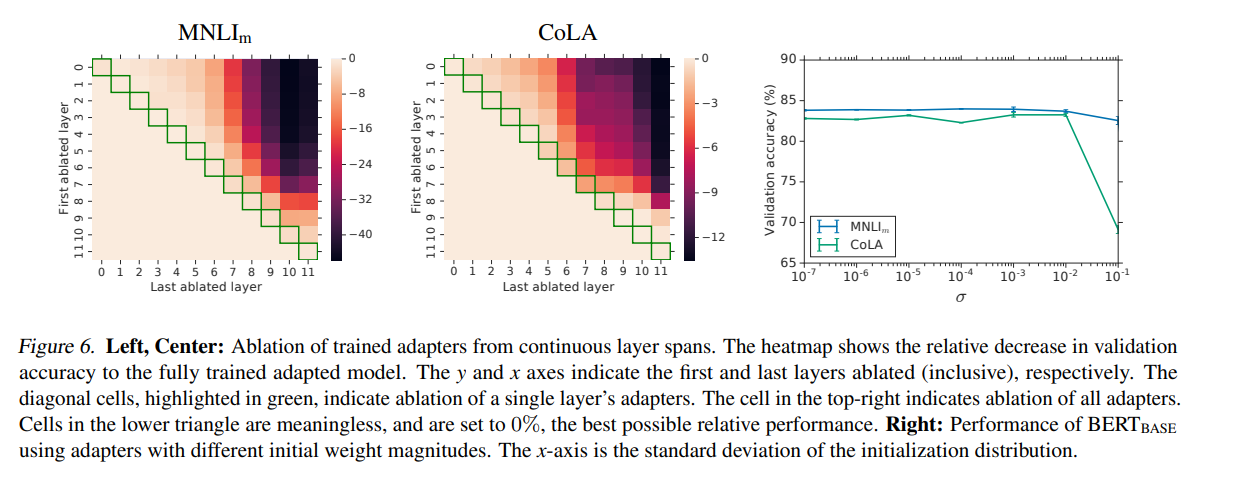 MNLIm
CoLA
0
1
2
3
4
5
6
7
8
9
10
11
First ablated layer
0 1 2 3 4 5 6 7 8 9 10 11
Last ablated layer
0
−8
−16
−24
−32
−40
0
1
2
3
4
5
6
7
8
9
10
11
First ablated layer
0 1 2 3 4 5 6 7 8 9 10 11
Last ablated layer
0
−3
−6
−9
−12
90
85
80
75
70
65
Validation accuracy (%)
MNLIm
CoLA
10-7 10-6 10-5 10-4 10-3 10-2 10-1
σ
Figure 6. Left, Center: Ablation of trained adapters from continuous layer spans. The heatmap shows the relative decrease in validation
accuracy to the fully trained adapted model. The y and x axes indicate the first and last layers ablated (inclusive), respectively. The
diagonal cells, highlighted in green, indicate ablation of a single layer's adapters. The cell in the top-right indicates ablation of all adapters.
Cells in the lower triangle are meaningless, and are set to 0%, the best possible relative performance. Right: Performance of BERTBASE
using adapters with different initial weight magnitudes. The x-axis is the standard deviation of the initialization distribution.